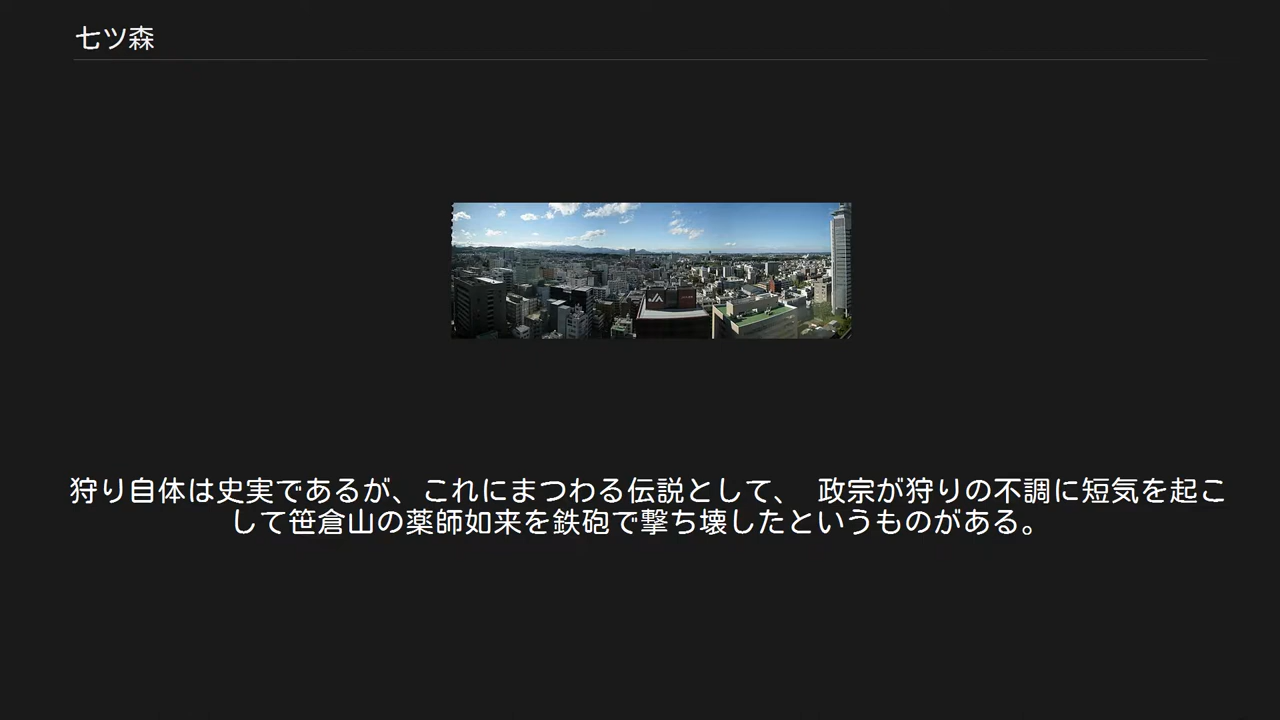 七ツ森
JA
狩り自体は史実であるが、これにまつわる伝説として、 政宗が狩りの不調に短気を起こ
して笹倉山の薬師如来を鉄砲で撃ち壊したというものがある。